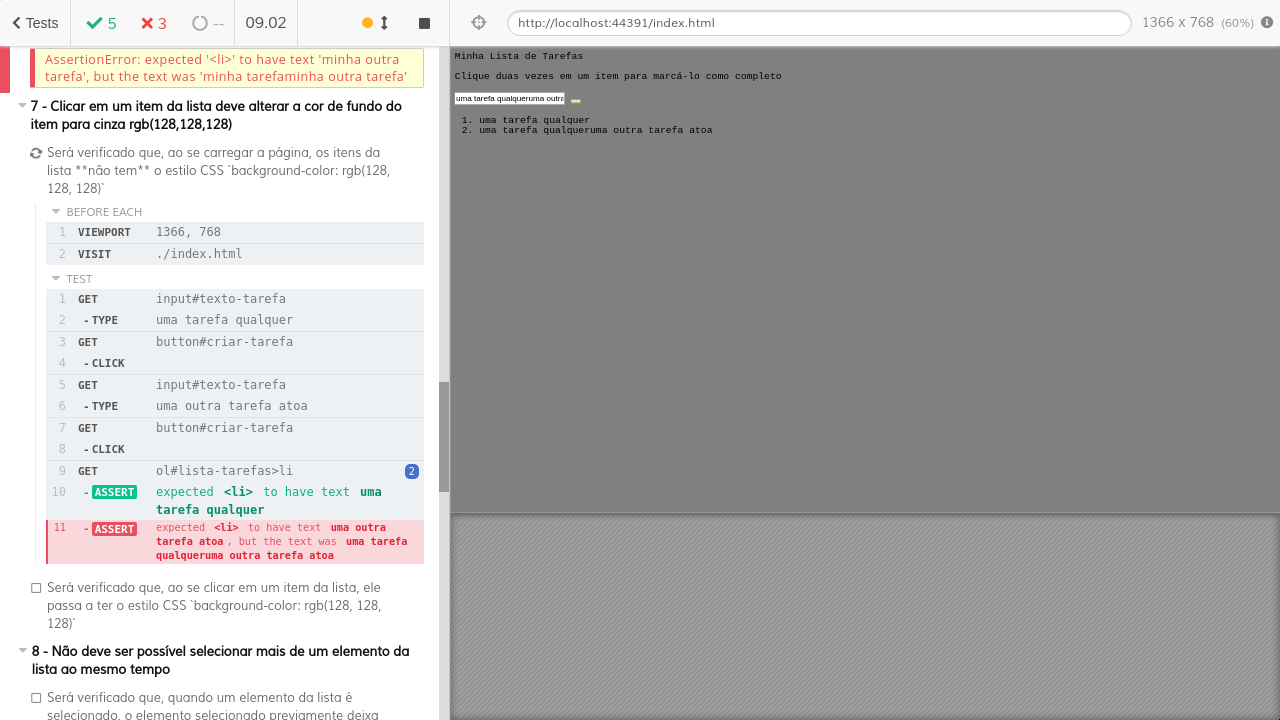 Tests
5
3
--
09.02
http://localhost:44391/index.html
1366 x 768 (60%)
AssertionError: expected '<li>' to have text 'minha outra
tarefa', but the text was 'minha tarefaminha outra tarefa'
7 - Clicar em um item da lista deve alterar a cor de fundo do
item para cinza rgb(128,128,128)
Será verificado que, ao se carregar a página, os itens da
lista **não tem** o estilo CSS `background-color: rgb(128,
128, 128)`
BEFORE EACH
1 VIEWPORT 1366, 768
2 VISIT ./index.html
TEST
1 GET input#texto-tarefa
2 - TYPE uma tarefa qualquer
3 GET button#criar-tarefa
4 - CLICK
5 GET input#texto-tarefa
6 - TYPE uma outra tarefa atoa
7 GET button#criar-tarefa
8 - CLICK
9 GET ol#lista-tarefas>li 2
10 - ASSERT expected <li> to have text uma
tarefa qualquer
11 - ASSERT expected <li> to have text uma outra
tarefa atoa, but the text was uma tarefa
qualqueruma outra tarefa atoa
Será verificado que, ao se clicar em um item da lista, ele
passa a ter o estilo CSS `background-color: rgb(128, 128,
128)`
8 - Não deve ser possível selecionar mais de um elemento da
lista ao mesmo tempo
Será verificado que, quando um elemento da lista é
selecionado, o elemento selecionado previamente deixa
Minha Lista de Tarefas
Clique duas vezes em um item para marcá-lo como completo
uma tarefa qualqueruma outra
1. uma tarefa qualquer
2. uma tarefa qualqueruma outra tarefa atoa